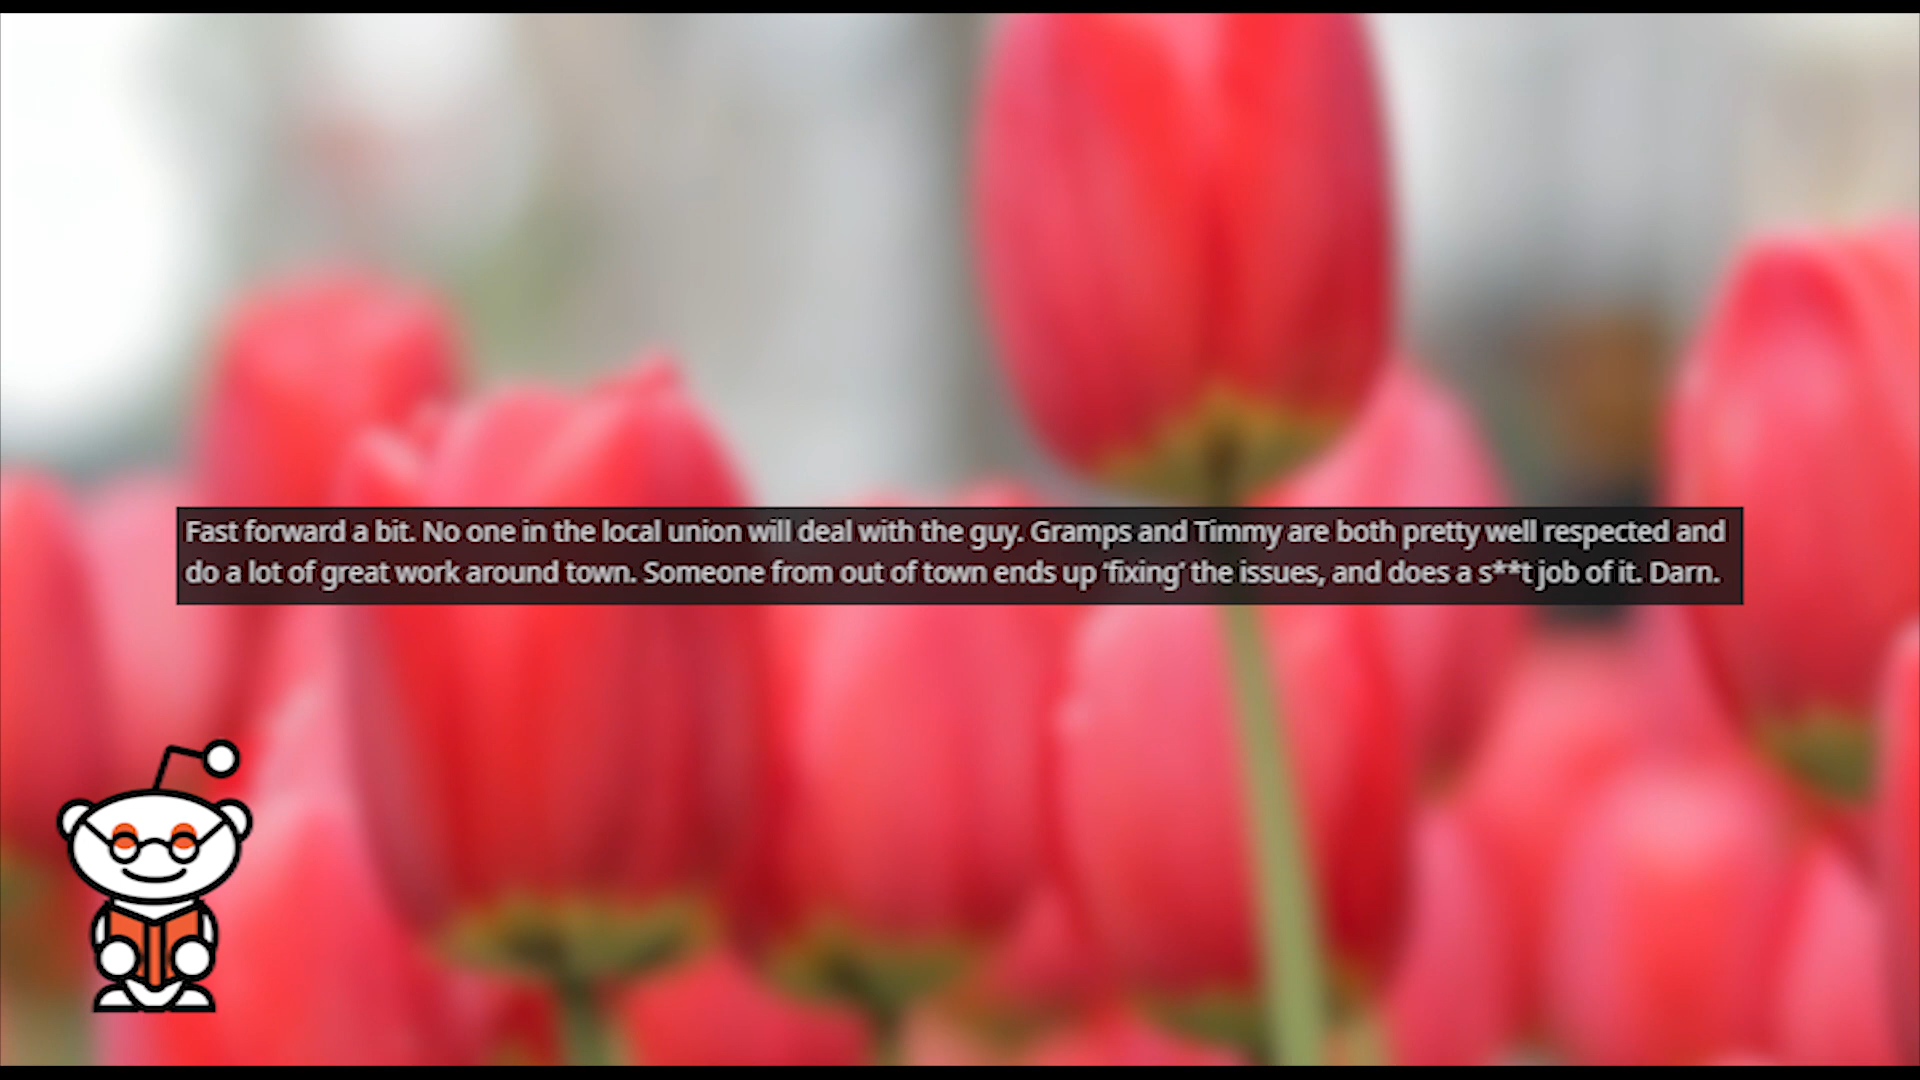 Fast forward a bit. No one in the local union will deal with the guy. Gramps and Timmy are both pretty well respected and
do a lot of great work around town. Someone from out of town ends up ‘fixing’ the issues, and does a s**t job of it. Darn.